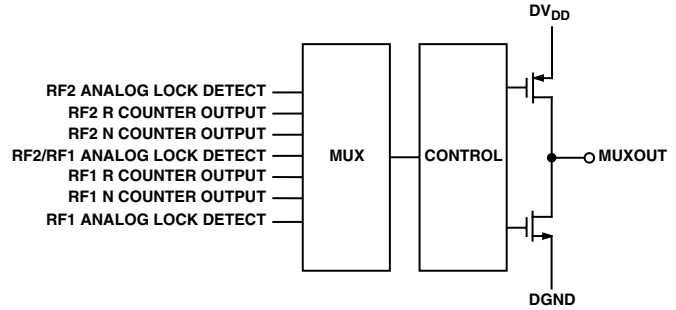 DVDD
RF2 ANALOG LOCK DETECT
RF2 R COUNTER OUTPUT
RF2 N COUNTER OUTPUT
RF2/RF1 ANALOG LOCK DETECT
RF1 R COUNTER OUTPUT
RF1 N COUNTER OUTPUT
RF1 ANALOG LOCK DETECT
MUX
CONTROL
MUXOUT
DGND